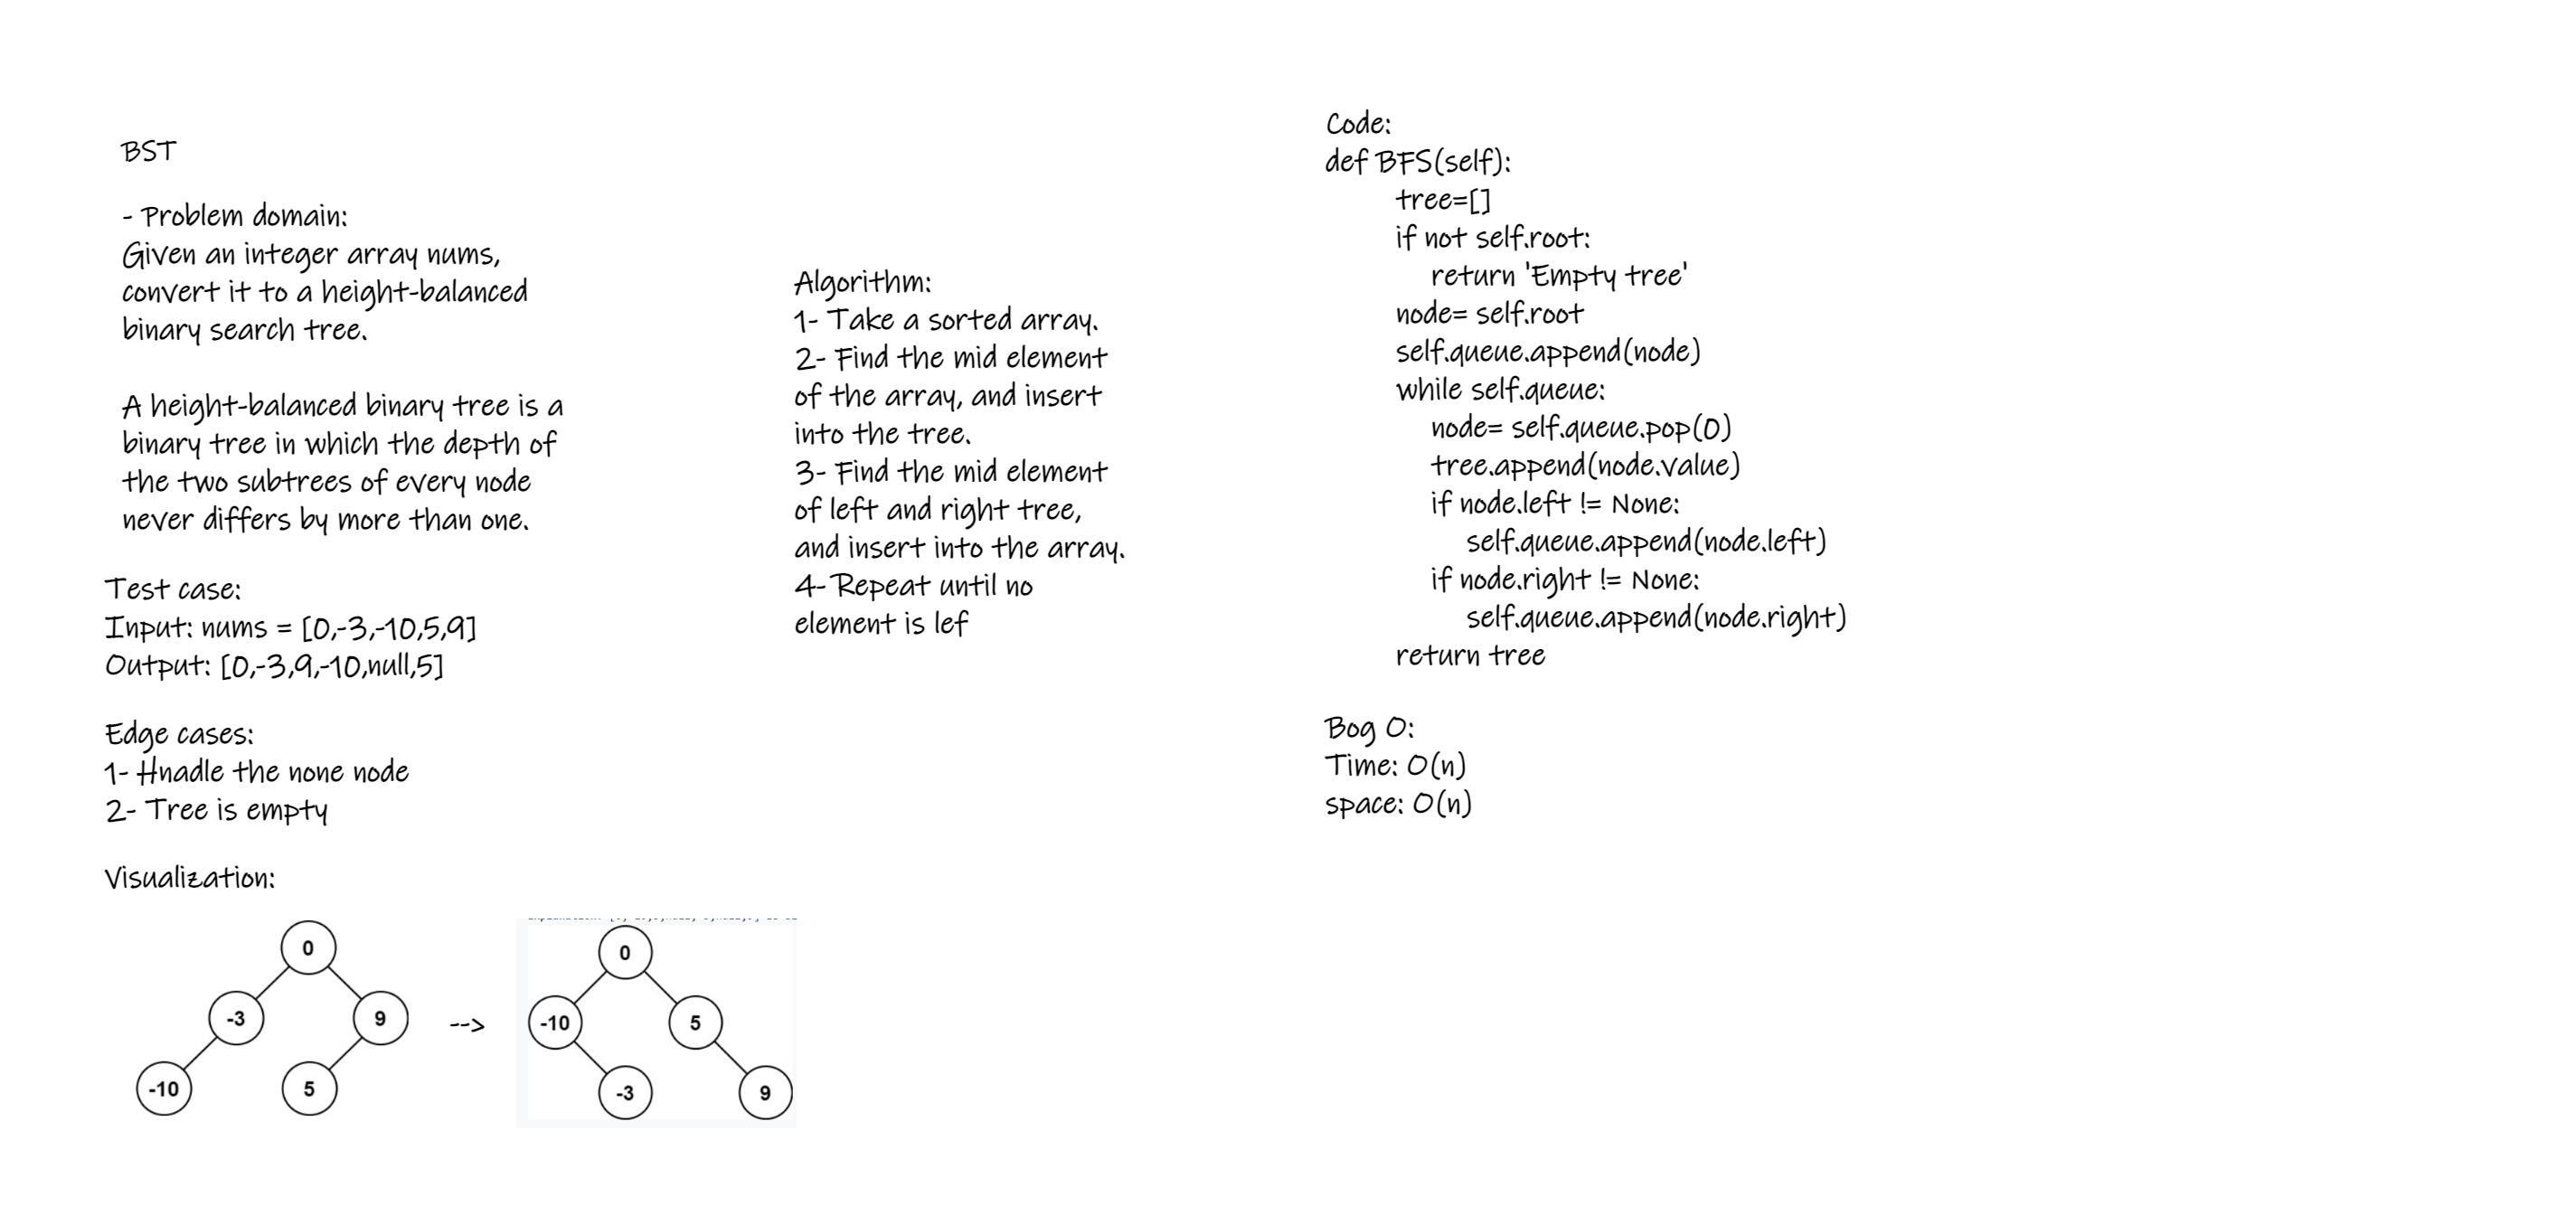 BST
- Problem domain:
Given an integer array nums,
convert it to a height-balanced
binary search tree.
A height-balanced binary tree is a
binary tree in which the depth of
the two subtrees of every node
never differs by more than one.
Test case:
Input: nums = [0,-3,-10,5,9]
Output: [0,-3,9,-10,null,5]
Edge cases:
1- Hnadle the none node
2- Tree is empty
Visualization:
0
-3 9
-10 5
-->
0
-10 5
-3 9
Algorithm:
1- Take a sorted array.
2- Find the mid element
of the array, and insert
into the tree.
3- Find the mid element
of left and right tree,
and insert into the array.
4- Repeat until no
element is lef
Code:
def BFS(self):
tree=[]
if not self.root:
return 'Empty tree'
node= self.root
self.queue.append(node)
while self.queue:
node= self.queue.pop(0)
tree.append(node.value)
if node.left != None:
self.queue.append(node.left)
if node.right != None:
self.queue.append(node.right)
return tree
Bog O:
Time: O(n)
space: O(n)